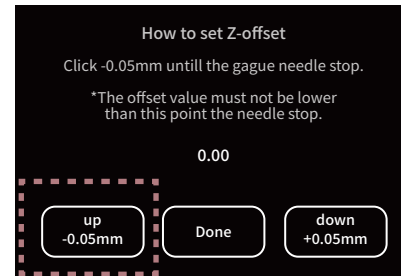 How to set Z-offset
Click -0.05mm untill the gague needle stop.
*The offset value must not be lower
than this point the needle stop.
0.00
up
-0.05mm
Done
down
+0.05mm